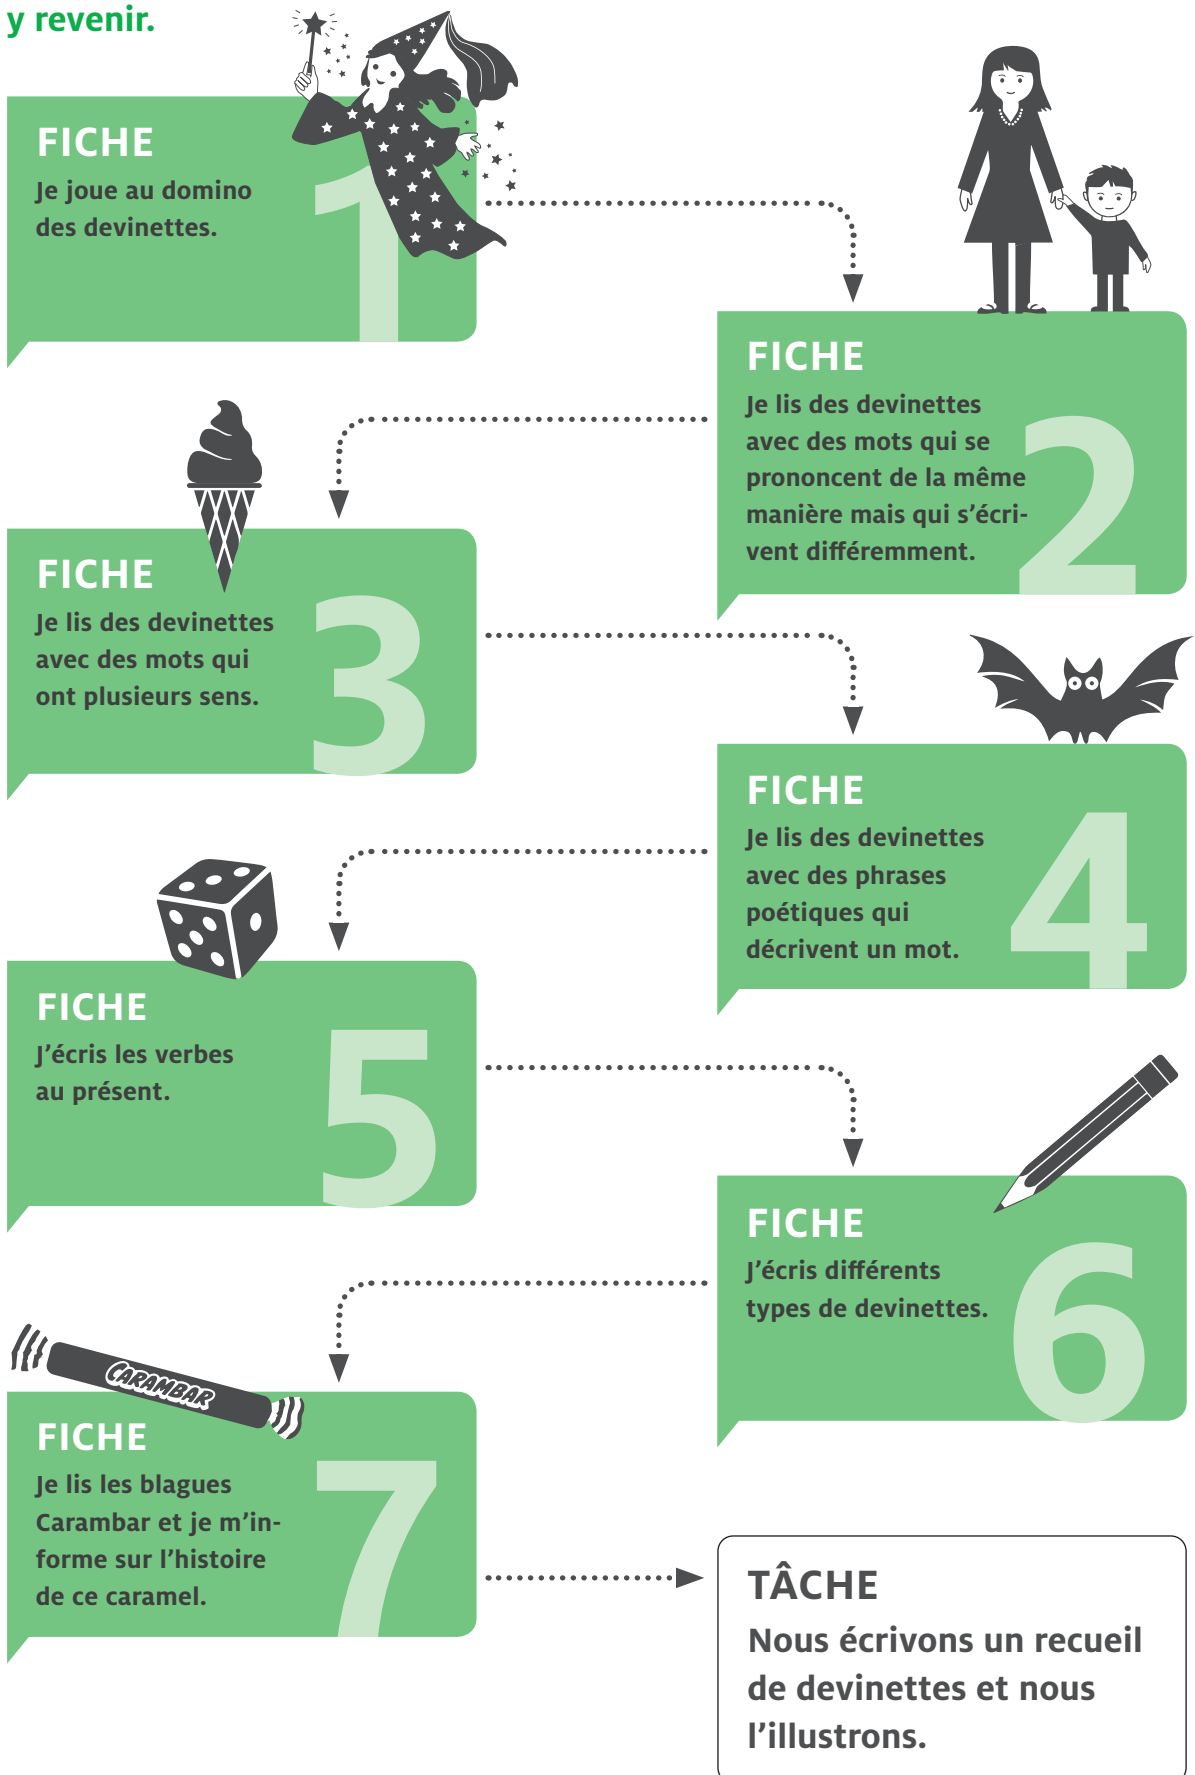 y revenir.
FICHE
1
Je joue au domino
des devinettes.
FICHE
2
Je lis des devinettes
avec des mots qui se
prononcent de la même
manière mais qui s’écri-
vent différemment.
FICHE
3
Je lis des devinettes
avec des mots qui
ont plusieurs sens.
FICHE
4
Je lis des devinettes
avec des phrases
poétiques qui
décrivent un mot.
FICHE
5
J’écris les verbes
au présent.
FICHE
6
J’écris différents
types de devinettes.
CARAMBAR
FICHE
7
Je lis les blagues
Carambar et je m’in-
forme sur l’histoire
de ce caramel.
TÂCHE
Nous écrivons un recueil
de devinettes et nous
l’illustrons.